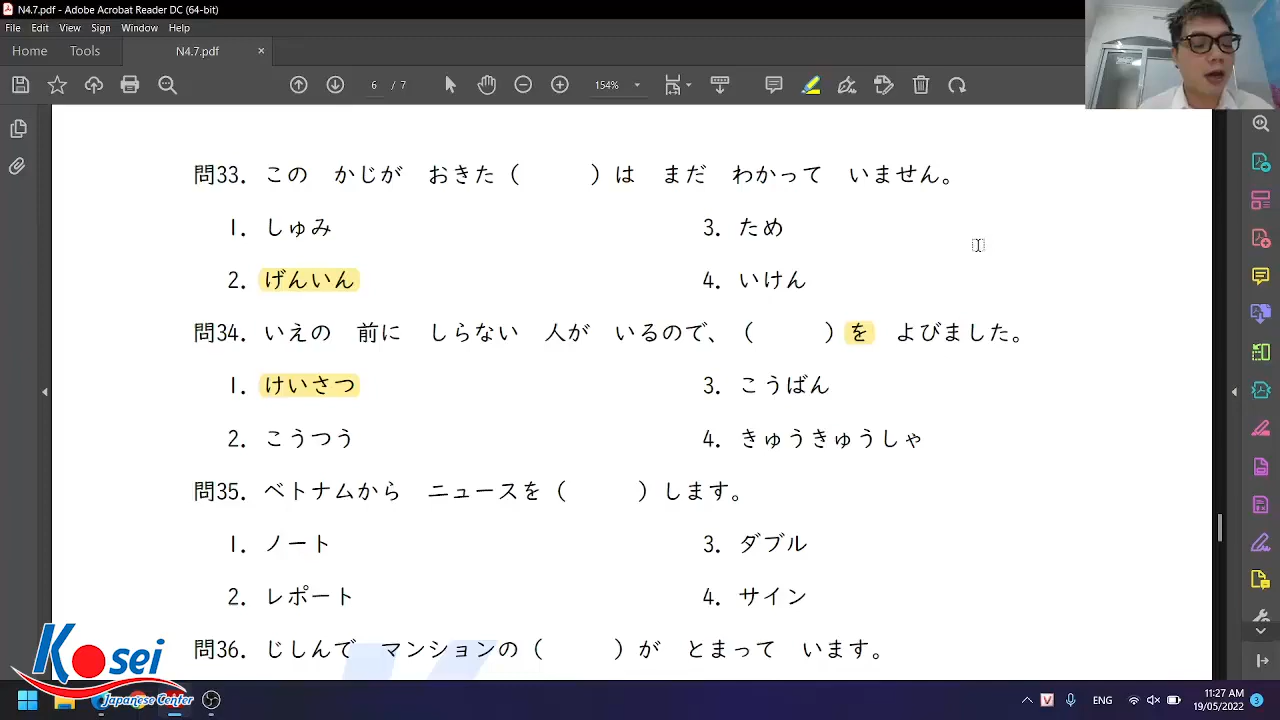 N4.7.pdf - Adobe Acrobat Reader DC (64-bit)
File Edit View Sign Window Help
Home Tools N4.7.pdf ×
6 / 7 154%
問33. この かじが おきた（ ）は まだ わかって いません。
1. しゅみ 3. ため
2. げんいん 4. いけん
問34. いえの 前に しらない 人が いるので、（ ）を よびました。
1. けいさつ 3. こうばん
2. こうつう 4. きゅうきゅうしゃ
問35. ベトナムから ニュースを（ ）します。
1. ノート 3. ダブル
2. レポート 4. サイン
問36. じしんで マンションの（ ）が とまって います。
Kosei
Japanese Center
V ENG 11:27 AM
19/05/2022 3